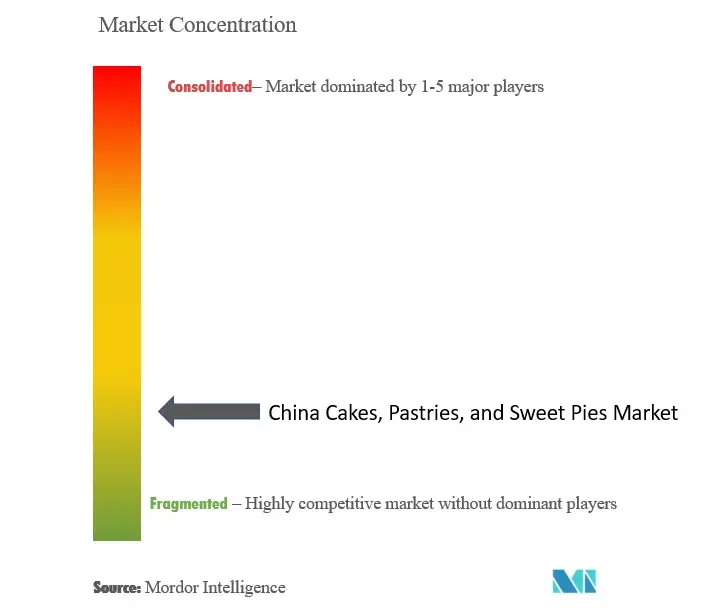 Market Concentration
Consolidated– Market dominated by 1-5 major players
China Cakes, Pastries, and Sweet Pies Market
Fragmented – Highly competitive market without dominant players
Source: Mordor Intelligence